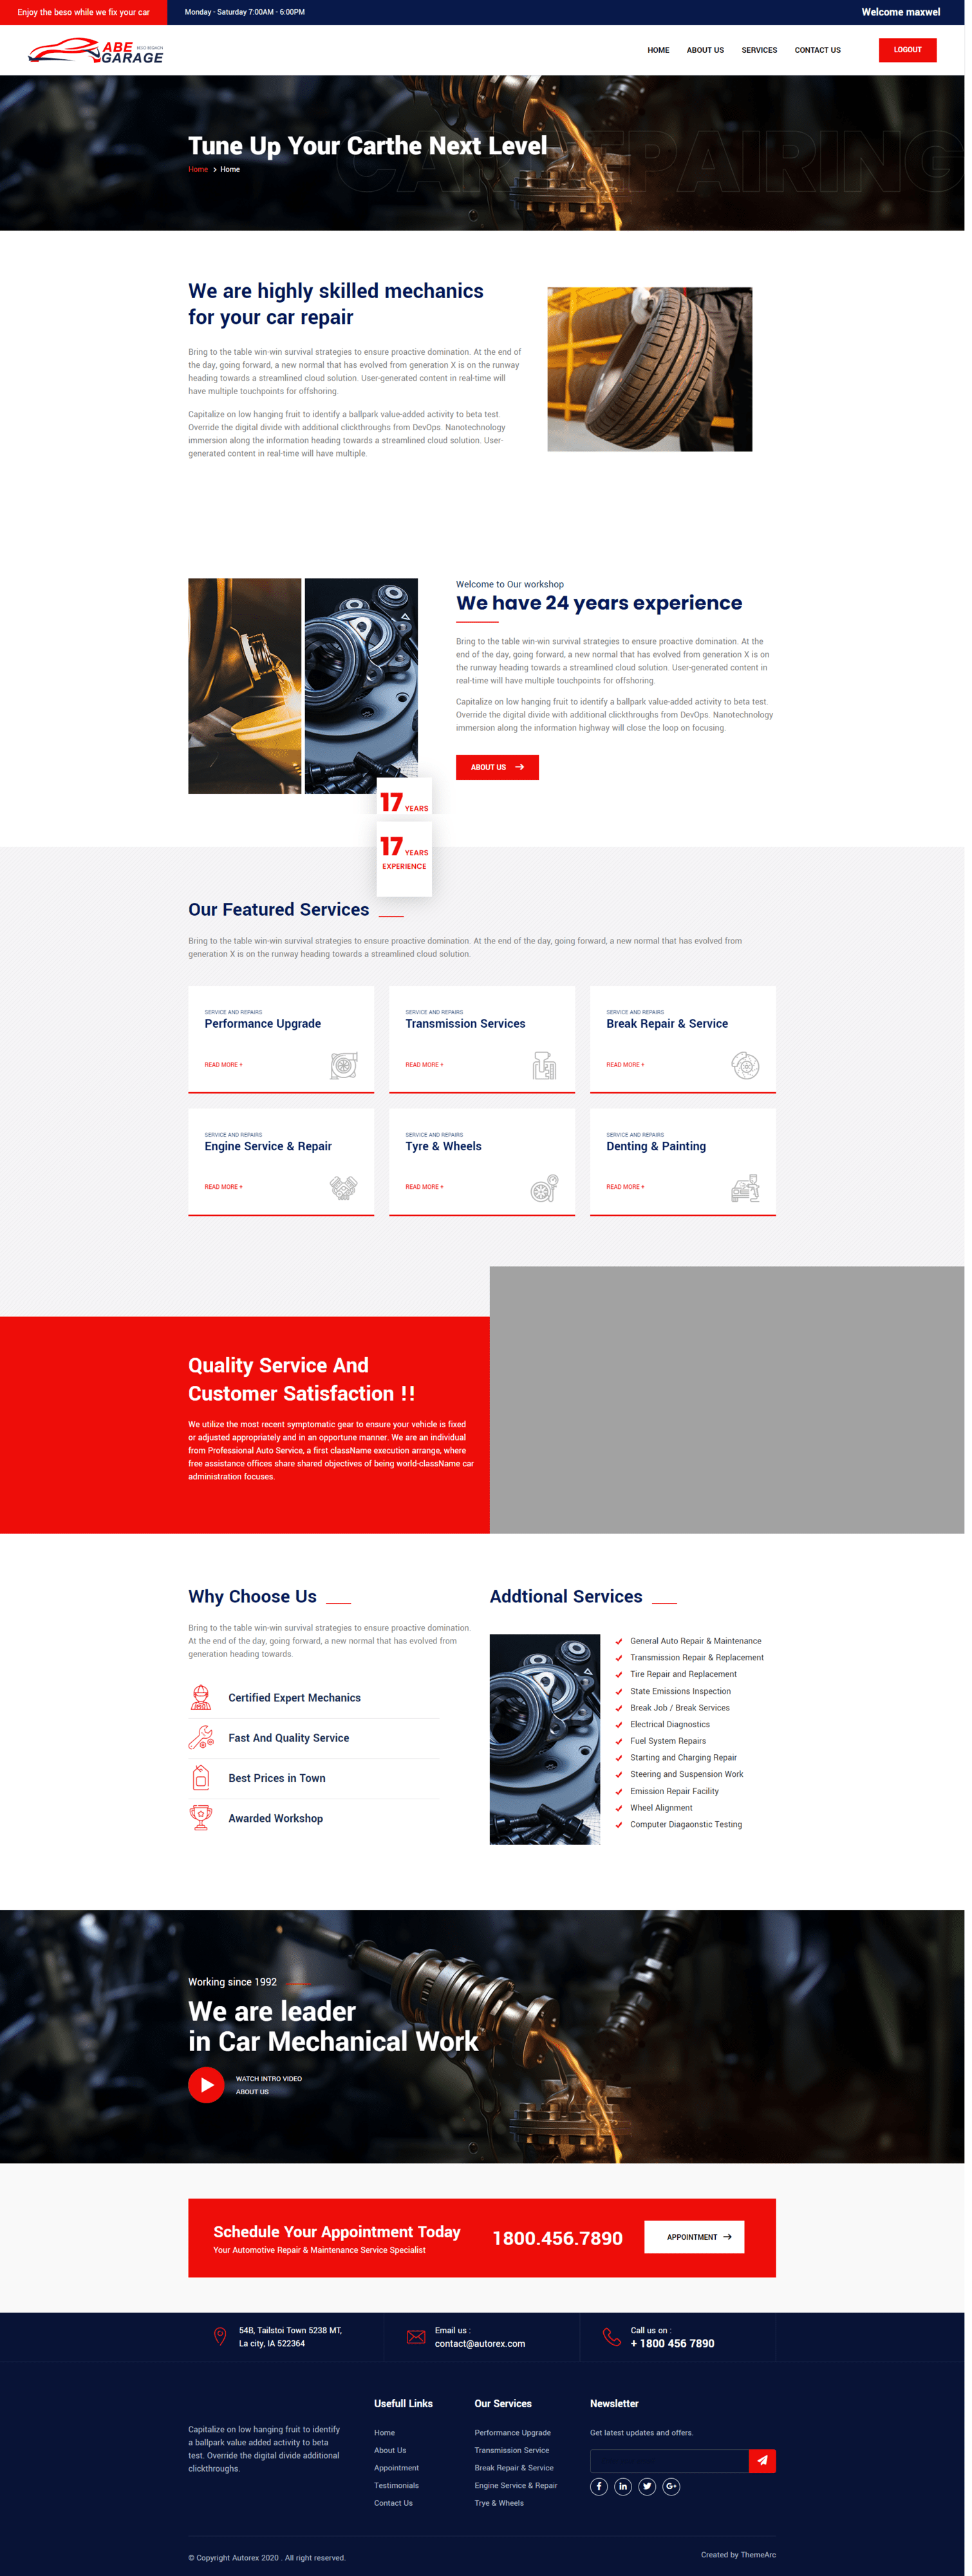 Enjoy the beso while we fix your car
Monday - Saturday 7:00AM - 6:00PM
Welcome maxwel
ABE
GARAGE
HOME
ABOUT US
SERVICES
CONTACT US
LOGOUT
CAR REPAIRING
Tune Up Your Carthe Next Level
Home > Home
We are highly skilled mechanics
for your car repair
Bring to the table win-win survival strategies to ensure proactive domination. At the end of
the day, going forward, a new normal that has evolved from generation X is on the runway
heading towards a streamlined cloud solution. User-generated content in real-time will
have multiple touchpoints for offshoring.
Capitalize on low hanging fruit to identify a ballpark value-added activity to beta test.
Override the digital divide with additional clickthroughs from DevOps. Nanotechnology
immersion along the information heading towards a streamlined cloud solution. User-
generated content in real-time will have multiple.
Welcome to Our workshop
We have 24 years experience
Bring to the table win-win survival strategies to ensure proactive domination. At the
end of the day, going forward, a new normal that has evolved from generation X is on
the runway heading towards a streamlined cloud solution. User-generated content in
real-time will have multiple touchpoints for offshoring.
Capitalize on low hanging fruit to identify a ballpark value-added activity to beta test.
Override the digital divide with additional clickthroughs from DevOps. Nanotechnology
immersion along the information highway will close the loop on focusing.
ABOUT US
17 YEARS
17 YEARS
EXPERIENCE
Our Featured Services
Bring to the table win-win survival strategies to ensure proactive domination. At the end of the day, going forward, a new normal that has evolved from
generation X is on the runway heading towards a streamlined cloud solution.
SERVICE AND REPAIRS
Performance Upgrade
READ MORE +
SERVICE AND REPAIRS
Transmission Services
READ MORE +
SERVICE AND REPAIRS
Break Repair & Service
READ MORE +
SERVICE AND REPAIRS
Engine Service & Repair
READ MORE +
SERVICE AND REPAIRS
Tyre & Wheels
READ MORE +
SERVICE AND REPAIRS
Denting & Painting
READ MORE +
Quality Service And
Customer Satisfaction !!
We utilize the most recent symptomatic gear to ensure your vehicle is fixed
or adjusted appropriately and in an opportune manner. We are an individual
from Professional Auto Service, a first className execution arrange, where
free assistance offices share shared objectives of being world-className car
administration focuses.
Why Choose Us
Bring to the table win-win survival strategies to ensure proactive domination.
At the end of the day, going forward, a new normal that has evolved from
generation heading towards.
Certified Expert Mechanics
Fast And Quality Service
Best Prices in Town
Awarded Workshop
Addtional Services
General Auto Repair & Maintenance
Transmission Repair & Replacement
Tire Repair and Replacement
State Emissions Inspection
Break Job / Break Services
Electrical Diagnostics
Fuel System Repairs
Starting and Charging Repair
Steering and Suspension Work
Emission Repair Facility
Wheel Alignment
Computer Diagaonstic Testing
Working since 1992
We are leader
in Car Mechanical Work
WATCH INTRO VIDEO
ABOUT US
Schedule Your Appointment Today
Your Automotive Repair & Maintenance Service Specialist
1800.456.7890
APPOINTMENT
54B, Tailstoi Town 5238 MT,
La city, IA 522364
Email us :
contact@autorex.com
Call us on :
+ 1800 456 7890
Capitalize on low hanging fruit to identify
a ballpark value added activity to beta
test. Override the digital divide additional
clickthroughs.
Usefull Links
Home
About Us
Appointment
Testimonials
Contact Us
Our Services
Performance Upgrade
Transmission Service
Break Repair & Service
Engine Service & Repair
Trye & Wheels
Newsletter
Get latest updates and offers.
© Copyright Autorex 2020 . All right reserved.
Created by ThemeArc